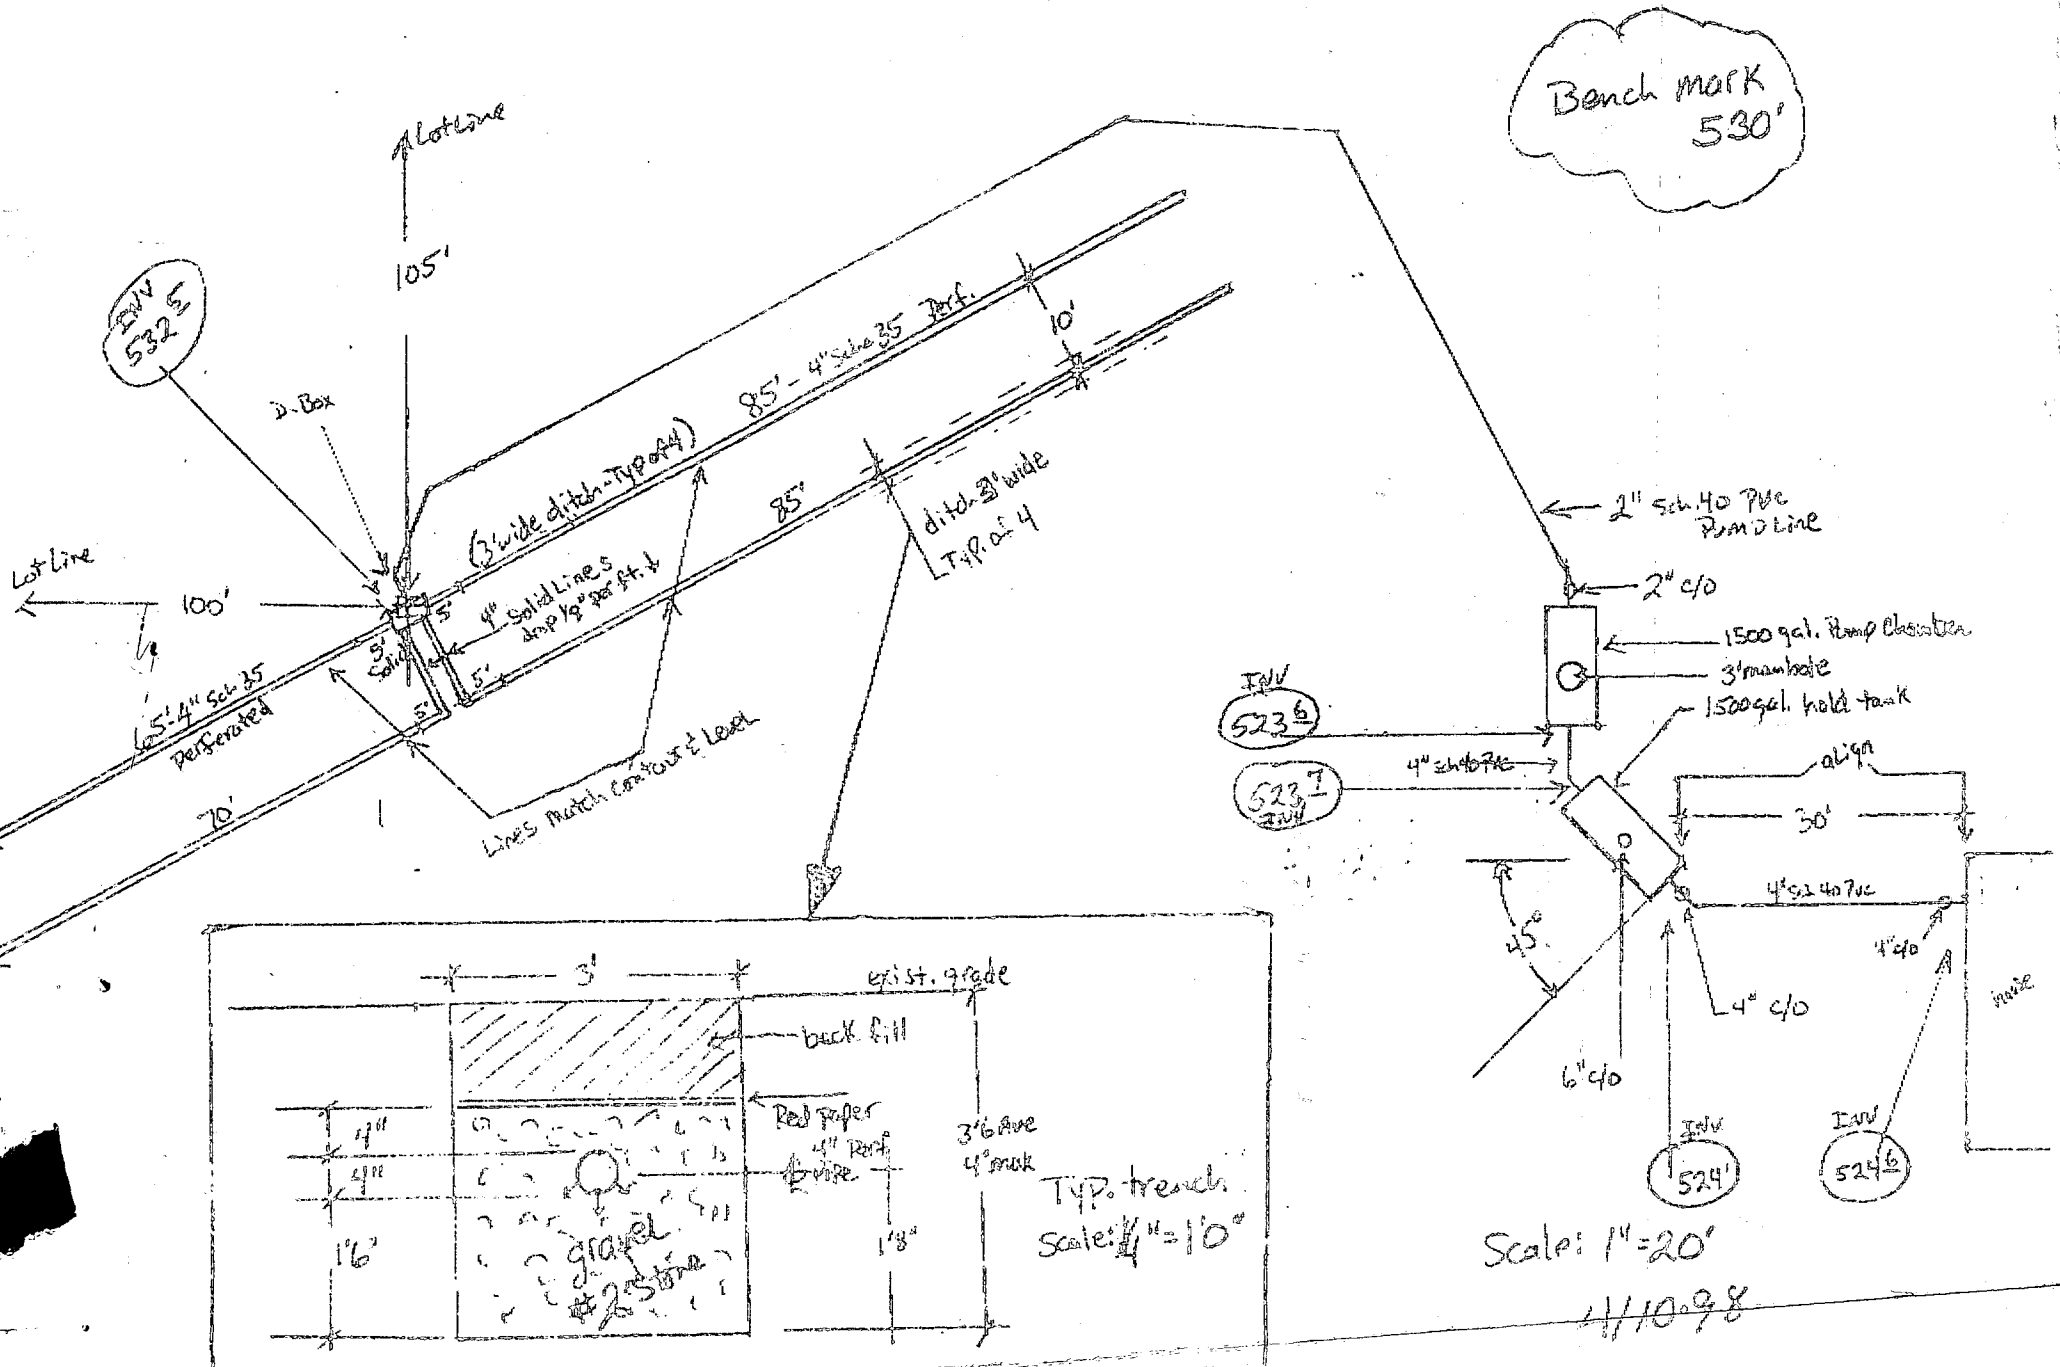 Bench mark
530'
Lot Line
105'
INV
532 5
D. Box
Lot Line
100'
(3' wide ditch-Typ of 4)
85' - 4" Sche 35 Perf.
10'
85'
ditch 3' wide
Typ. of 4
4" Solid Lines
drop 1/8" per ft.
5'
5'
Solid
5'
5'
65'-4" Sch 35
Perforated
70'
Lines match contour & Level
2" Sch. 40 PVC
Pump Line
2" c/o
1500 gal. Pump Chamber
3' manhole
1500 gal. hold tank
INV
523 6
4" sch 40 PVC
523 7
INV
align
30'
4" Sch 40 PVC
4" c/o
45°
4" c/o
house
6" c/o
INV
524'
INV
524 6
3'
exist. grade
back fill
Red paper
4" Perf.
Pipe
4"
4"
1'6"
gravel
#2 Stone
1'8"
3'6 Ave
4' max
Typ. trench
Scale: 1/4" = 1'0"
Scale: 1" = 20'
4/10.98